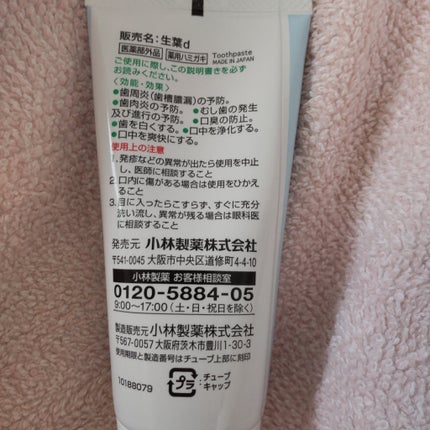 販売名:生葉d
医薬部外品 薬用ハミガキ Toothpaste MADE IN JAPAN
ご使用に際し、この説明書きを必ず
お読みください。
〈効能・効果〉
●歯周炎(歯槽膿漏)の予防。
●歯肉炎の予防。 ●むし歯の発生
及び進行の予防。 ●口臭の防止。
●歯を白くする。 ●口中を浄化する。
●口中を爽快にする。
使用上の注意
1.発疹などの異常が出たら使用を中止
し、医師に相談すること
2.口内に傷がある場合は使用をひかえ
ること
3.目に入ったらこすらず、すぐに充分
洗い流し、異常が残る場合は眼科医
に相談すること
発売元 小林製薬株式会社
〒541-0045 大阪市中央区道修町4-4-10
小林製薬 お客様相談室
0120-5884-05
9:00~17:00(土・日・祝日を除く)
製造販売元 小林製薬株式会社
〒567-0057 大阪府茨木市豊川1-30-3
使用期限と製造番号はチューブ上部に刻印
プラ チューブ
キャップ
10188079